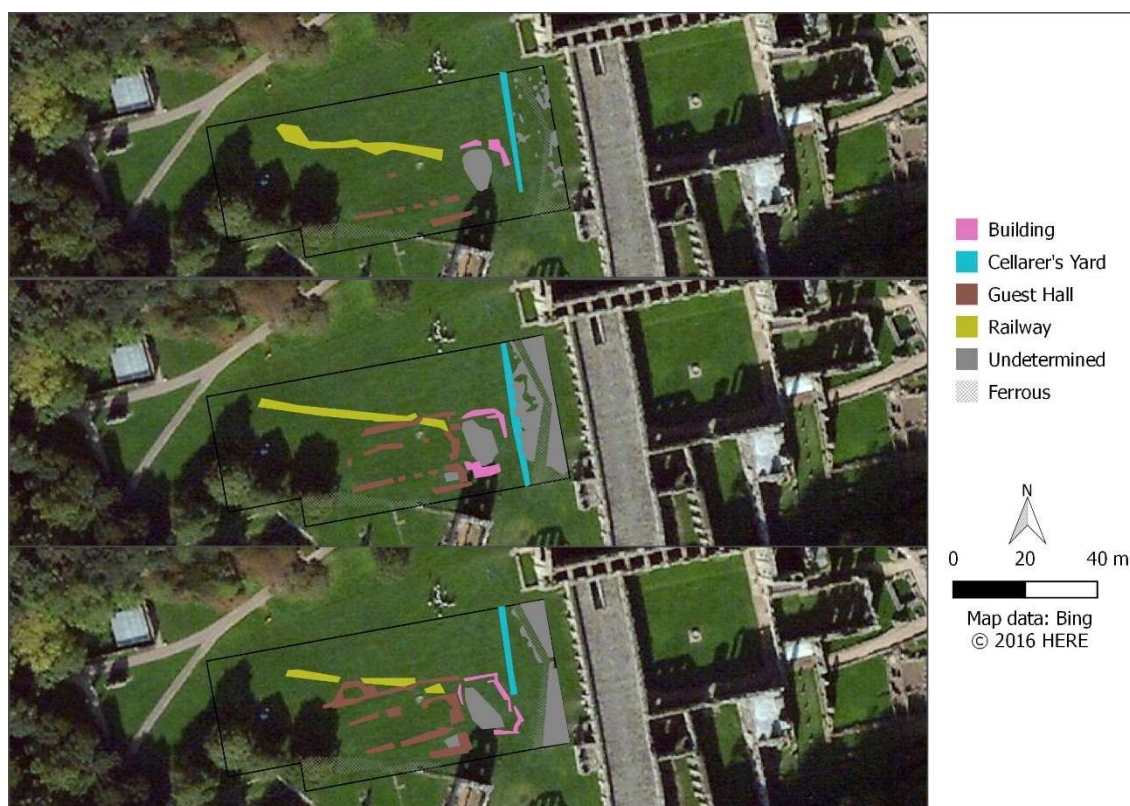 Building
Cellarer's Yard
Guest Hall
Railway
Undetermined
Ferrous
N
0 20 40 m
Map data: Bing
© 2016 HERE